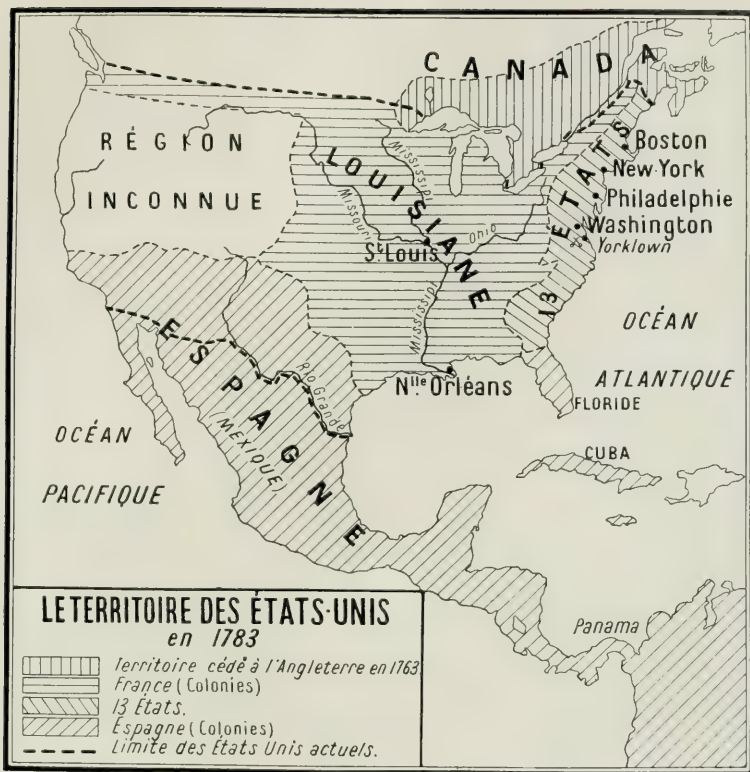 CANADA
RÉGION
INCONNUE
LOUISIANE
Mississipi
Missouri
Ohio
St. Louis
Mississipi
13 ETATS
Boston
New-York
Philadelphie
Washington
Yorklown
OCÉAN
ATLANTIQUE
Nlle Orléans
FLORIDE
ESPAGNE
(MEXIQUE)
Rio Grande
OCÉAN
PACIFIQUE
CUBA
Panama
LE TERRITOIRE DES ÉTATS-UNIS
en 1783
Territoire cédé à l'Angleterre en 1763
France (Colonies)
13 États.
Espagne (Colonies)
Limite des États Unis actuels.